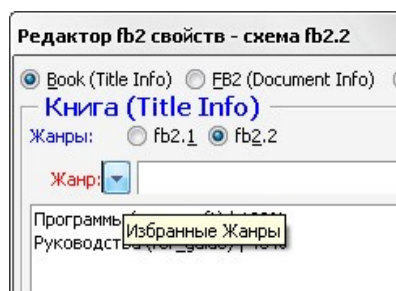 Редактор fb2 свойств - схема fb2.2
Book (Title Info) FB2 (Document Info)
Книга (Title Info)
Жанры: fb2.1 fb2.2
Жанр:
Программы
Избранные Жанры
Руководства